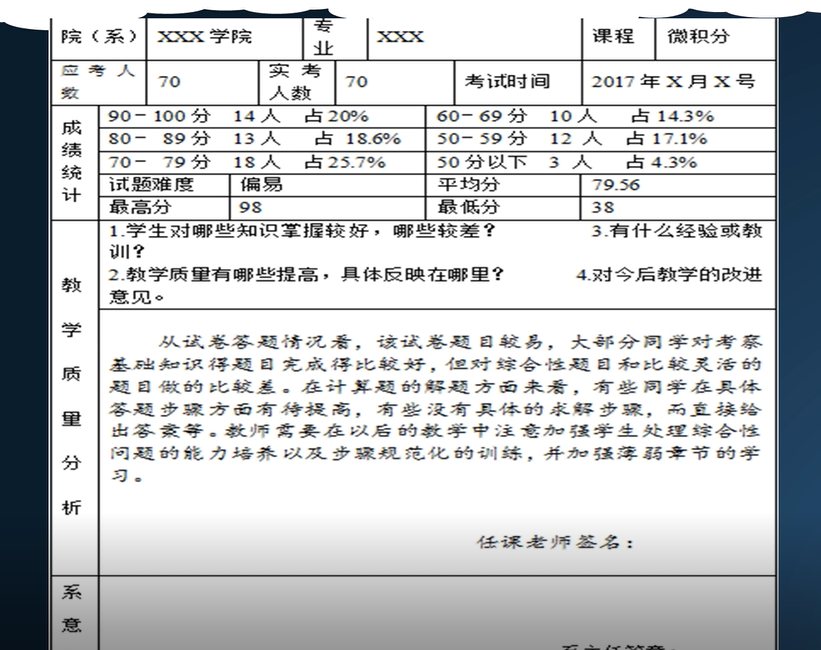 院（系） XXX 学院 专业 XXX 课程 微积分
应考人数 70 实考人数 70 考试时间 2017 年 X 月 X 号
成绩统计
90－100 分 14 人 占 20% 60－69 分 10 人 占 14.3%
80－ 89 分 13 人 占 18.6% 50－59 分 12 人 占 17.1%
70－ 79 分 18 人 占 25.7% 50 分以下 3 人 占 4.3%
试题难度 偏易 平均分 79.56
最高分 98 最低分 38
教学质量分析
1.学生对哪些知识掌握较好，哪些较差？ 3.有什么经验或教
训？
2.教学质量有哪些提高，具体反映在哪里？ 4.对今后教学的改进
意见。
从试卷答题情况看，该试卷题目较易，大部分同学对考察
基础知识得题目完成得比较好，但对综合性题目和比较灵活的
题目做的比较差。在计算题的解题方面来看，有些同学在具体
答题步骤方面有待提高，有些没有具体的求解步骤，而直接给
出答案等。教师需要在以后的教学中注意加强学生处理综合性
问题的能力培养以及步骤规范化的训练，并加强薄弱章节的学
习。
任课老师签名：
系意